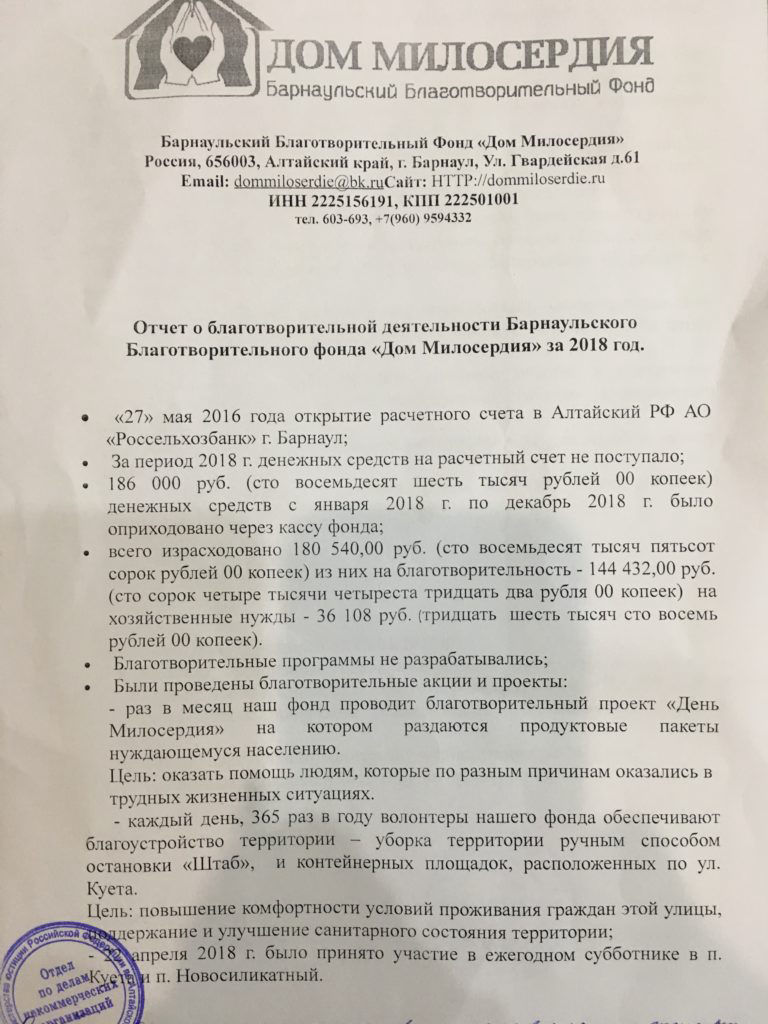 ДОМ МИЛОСЕРДИЯ
Барнаульский Благотворительный Фонд
Барнаульский Благотворительный Фонд «Дом Милосердия»
Россия, 656003, Алтайский край, г. Барнаул, Ул. Гвардейская д.61
Email: dommiloserdie@bk.ruСайт: HTTP://dommiloserdie.ru
ИНН 2225156191, КПП 222501001
тел. 603-693, +7(960) 9594332
Отчет о благотворительной деятельности Барнаульского
Благотворительного фонда «Дом Милосердия» за 2018 год.
• «27» мая 2016 года открытие расчетного счета в Алтайский РФ АО
«Россельхозбанк» г. Барнаул;
• За период 2018 г. денежных средств на расчетный счет не поступало;
• 186 000 руб. (сто восемьдесят шесть тысяч рублей 00 копеек)
денежных средств с января 2018 г. по декабрь 2018 г. было
оприходовано через кассу фонда;
• всего израсходовано 180 540,00 руб. (сто восемьдесят тысяч пятьсот
сорок рублей 00 копеек) из них на благотворительность - 144 432,00 руб.
(сто сорок четыре тысячи четыреста тридцать два рубля 00 копеек) на
хозяйственные нужды - 36 108 руб. (тридцать шесть тысяч сто восемь
рублей 00 копеек).
• Благотворительные программы не разрабатывались;
• Были проведены благотворительные акции и проекты:
- раз в месяц наш фонд проводит благотворительный проект «День
Милосердия» на котором раздаются продуктовые пакеты
нуждающемуся населению.
Цель: оказать помощь людям, которые по разным причинам оказались в
трудных жизненных ситуациях.
- каждый день, 365 раз в году волонтеры нашего фонда обеспечивают
благоустройство территории – уборка территории ручным способом
остановки «Штаб», и контейнерных площадок, расположенных по ул.
Куета.
Цель: повышение комфортности условий проживания граждан этой улицы,
поддержание и улучшение санитарного состояния территории;
- апреля 2018 г. было принято участие в ежегодном субботнике в п.
Куета и п. Новосиликатный.
Отдел
по делам
некоммерческих
организаций